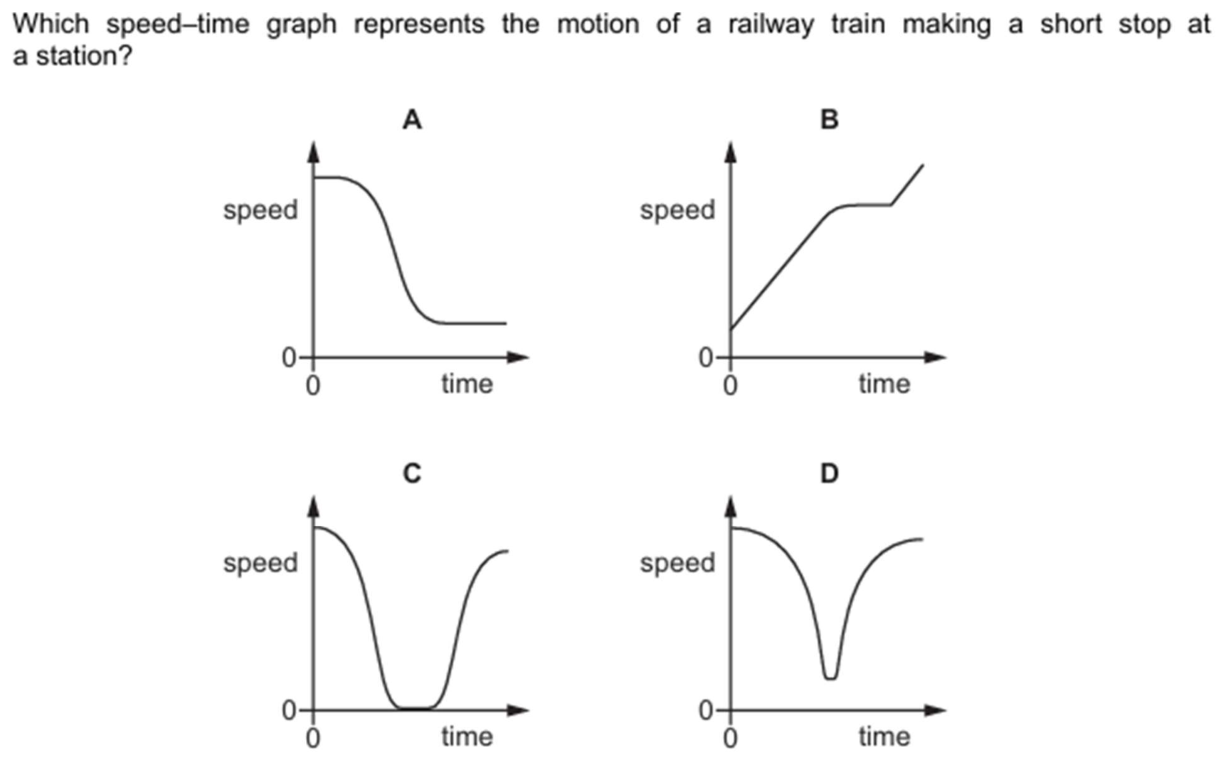 Which speed–time graph represents the motion of a railway train making a short stop at
a station?
A
speed
0
0
time
B
speed
0
0
time
C
speed
0
0
time
D
speed
0
0
time